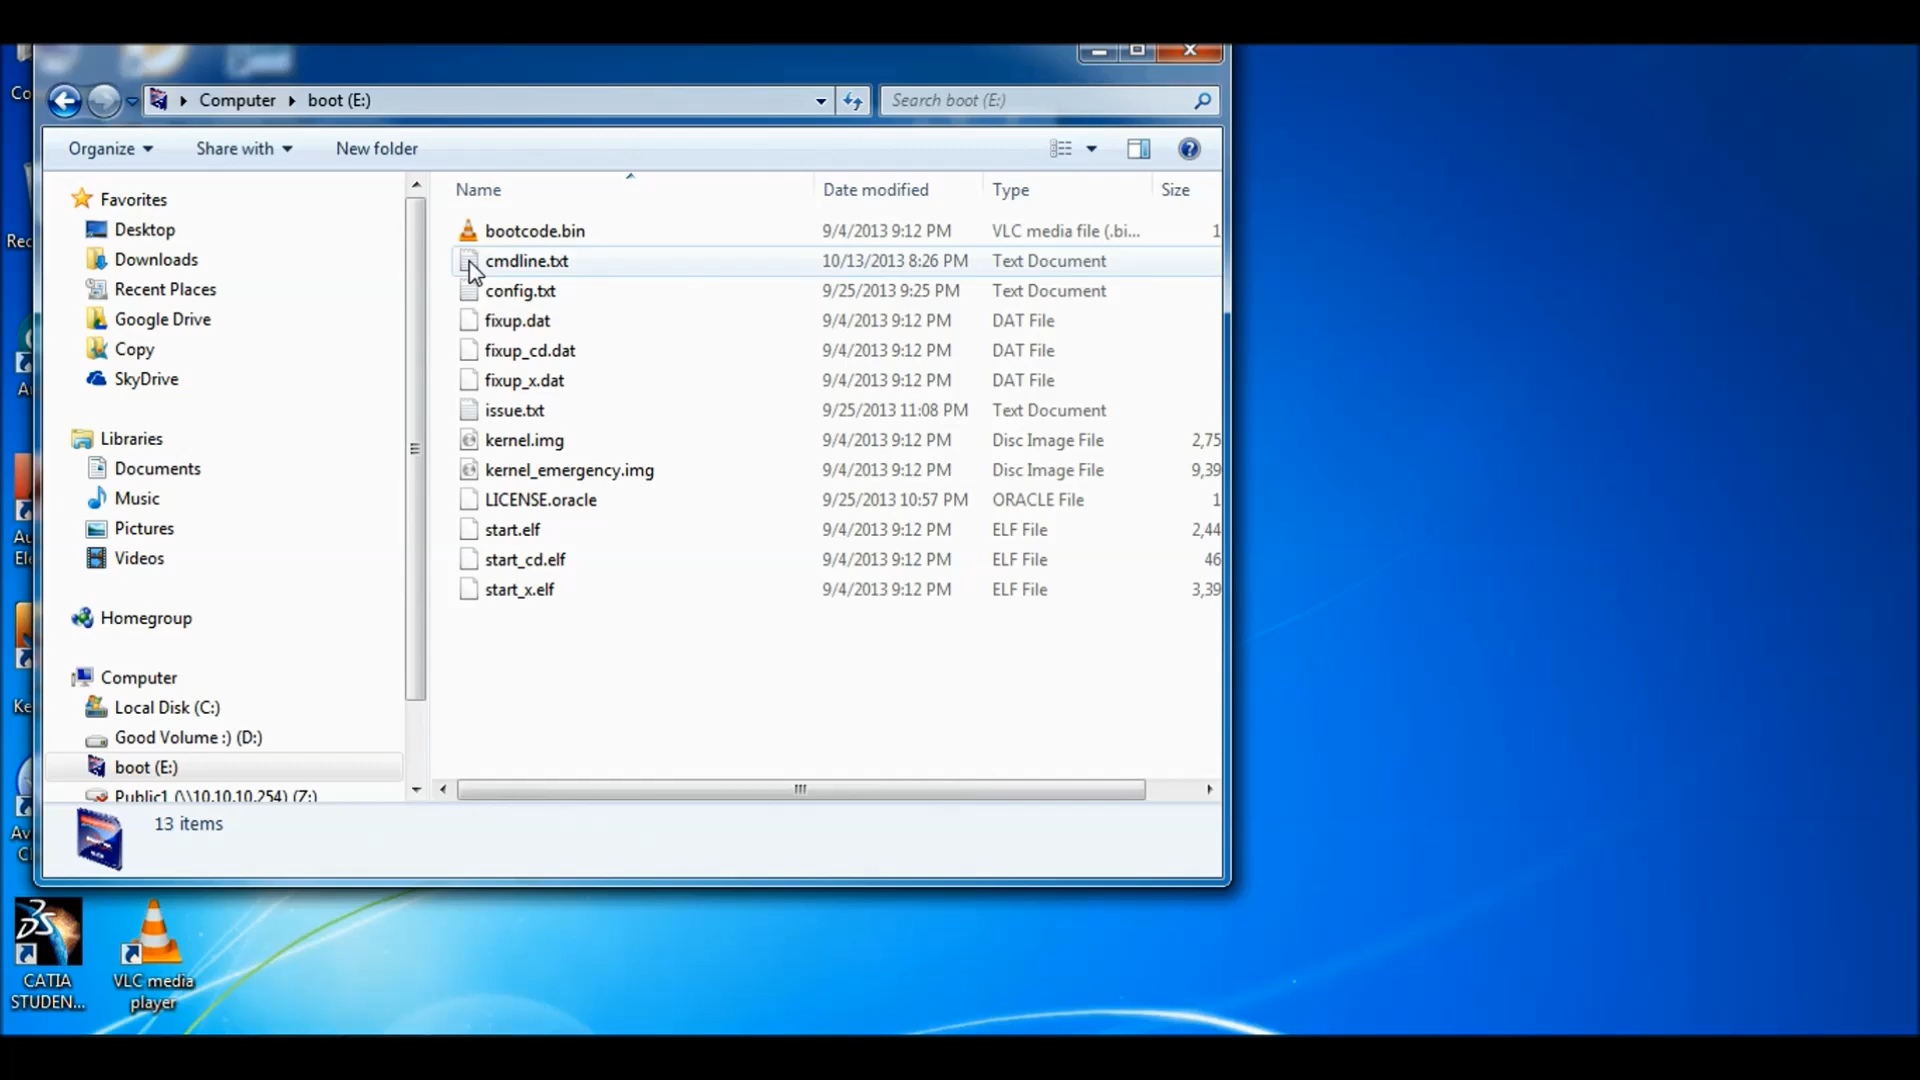 Computer boot (E:)
Search boot (E:)
Organize Share with New folder
Name Date modified Type Size
bootcode.bin 9/4/2013 9:12 PM VLC media file (.bi... 1
cmdline.txt 10/13/2013 8:26 PM Text Document
config.txt 9/25/2013 9:25 PM Text Document
fixup.dat 9/4/2013 9:12 PM DAT File
fixup_cd.dat 9/4/2013 9:12 PM DAT File
fixup_x.dat 9/4/2013 9:12 PM DAT File
issue.txt 9/25/2013 11:08 PM Text Document
kernel.img 9/4/2013 9:12 PM Disc Image File 2,75
kernel_emergency.img 9/4/2013 9:12 PM Disc Image File 9,39
LICENSE.oracle 9/25/2013 10:57 PM ORACLE File 1
start.elf 9/4/2013 9:12 PM ELF File 2,44
start_cd.elf 9/4/2013 9:12 PM ELF File 46
start_x.elf 9/4/2013 9:12 PM ELF File 3,39
Favorites
Desktop
Downloads
Recent Places
Google Drive
Copy
SkyDrive
Libraries
Documents
Music
Pictures
Videos
Homegroup
Computer
Local Disk (C:)
Good Volume :) (D:)
boot (E:)
Public1 (\\10.10.10.254) (Z:)
13 items
Co
Rec
Au
Ele
Ke
Av
CATIA
STUDEN...
VLC media
player